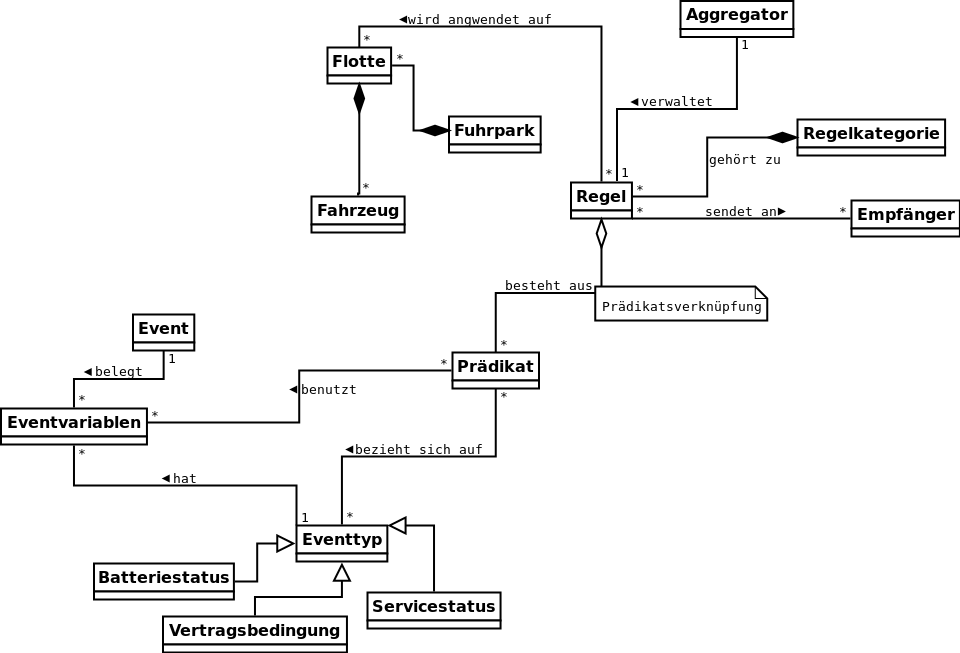 Aggregator
1
◄wird angwendet auf
*
Flotte
*
◄verwaltet
Fuhrpark
Regelkategorie
gehört zu
*
1
*
Regel
*
*
Fahrzeug
sendet an►
*
Empfänger
besteht aus
Prädikatsverknüpfung
Event
1
*
◄belegt
*
Prädikat
◄benutzt
*
*
Eventvariablen
*
*
◄bezieht sich auf
◄hat
1
*
Eventtyp
Batteriestatus
Servicestatus
Vertragsbedingung